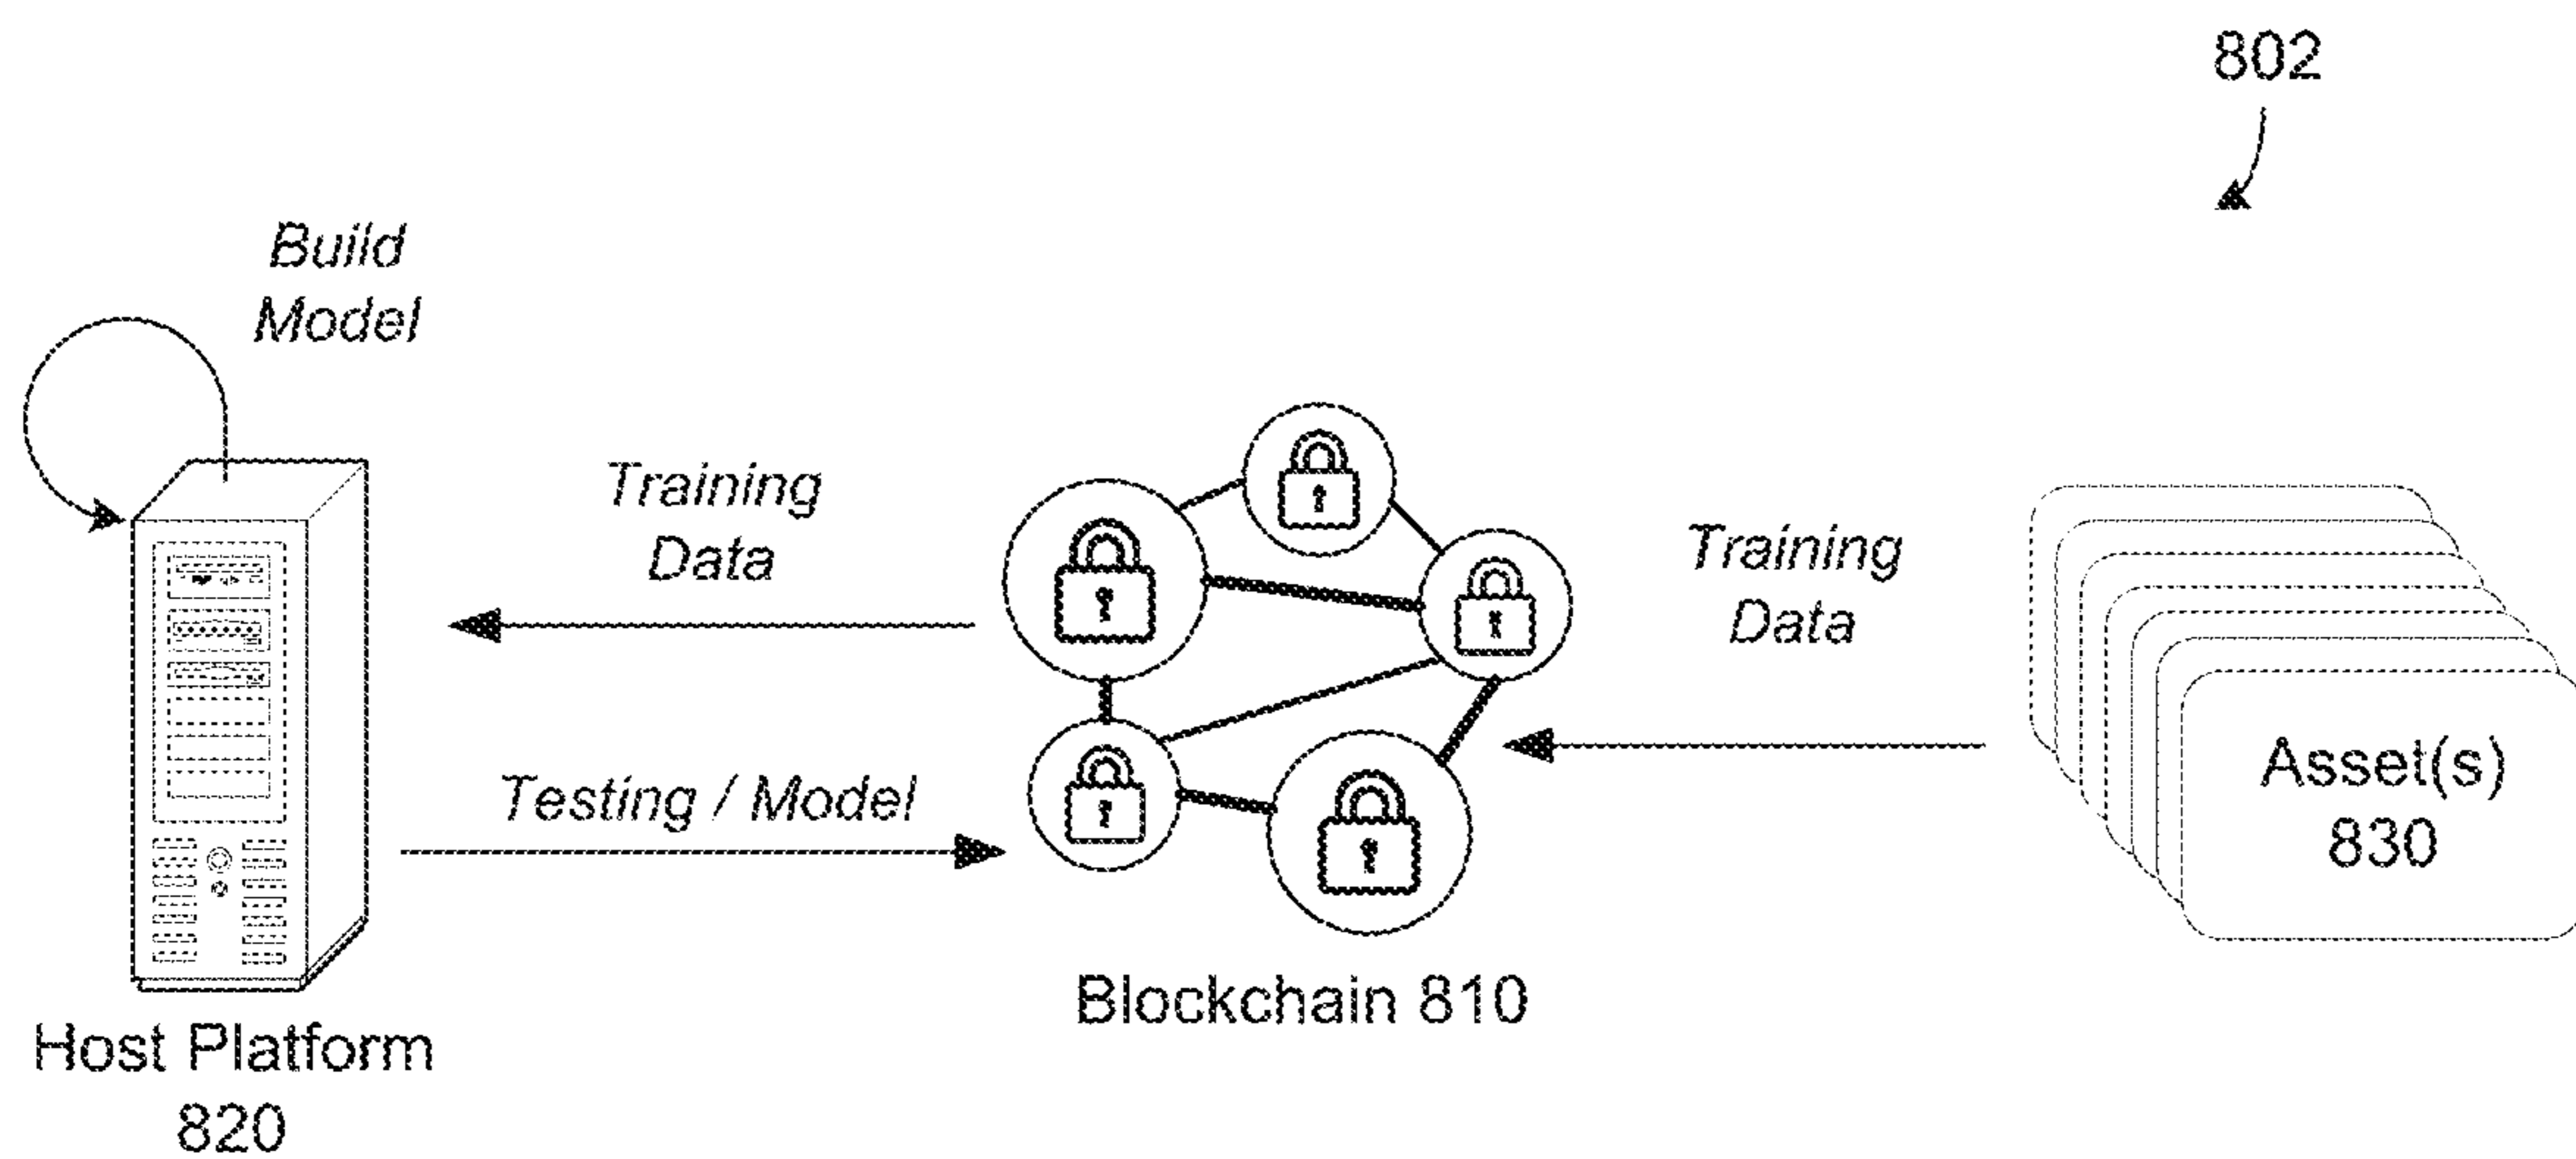 802
Build
Model
Training
Data
Training
Data
Testing / Model
Asset(s)
830
Blockchain 810
Host Platform
820